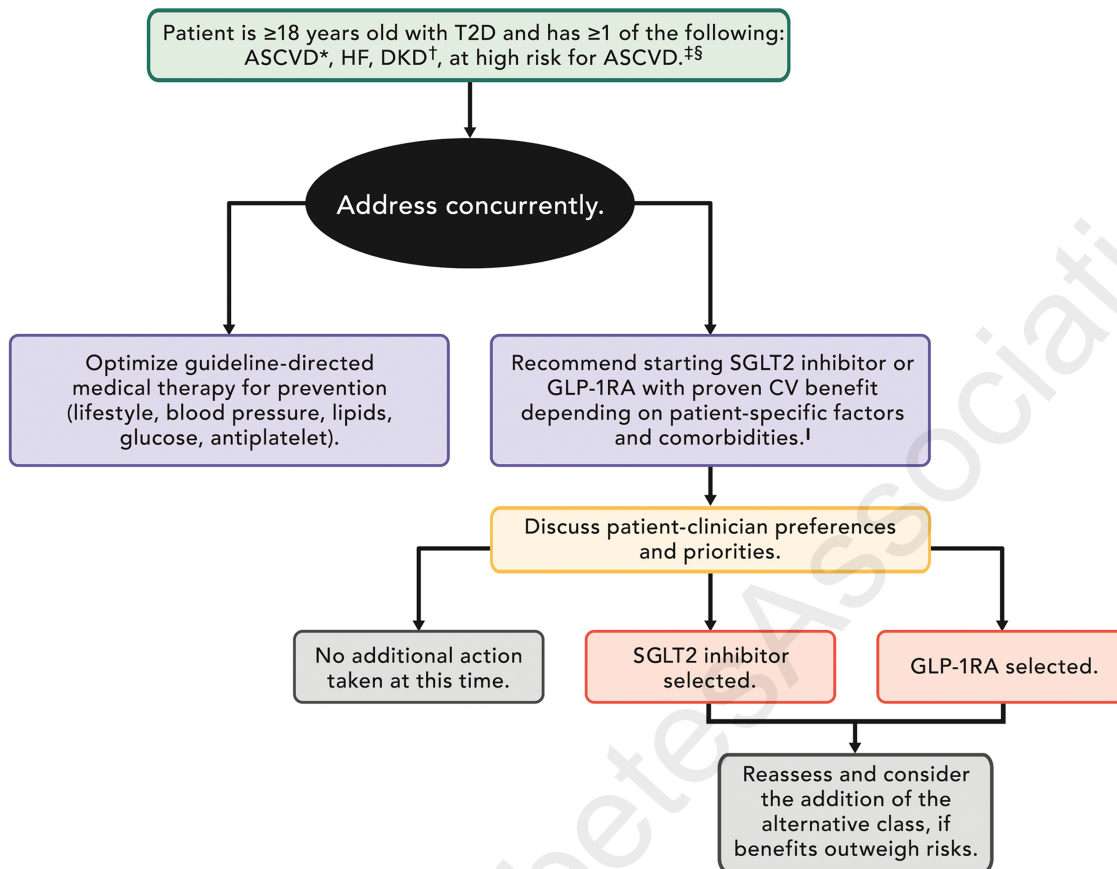 Patient is ≥18 years old with T2D and has ≥1 of the following:
ASCVD*, HF, DKD†, at high risk for ASCVD.‡§
Address concurrently.
Optimize guideline-directed
medical therapy for prevention
(lifestyle, blood pressure, lipids,
glucose, antiplatelet).
Recommend starting SGLT2 inhibitor or
GLP-1RA with proven CV benefit
depending on patient-specific factors
and comorbidities.ǀ
Discuss patient-clinician preferences
and priorities.
No additional action
taken at this time.
SGLT2 inhibitor
selected.
GLP-1RA selected.
Reassess and consider
the addition of the
alternative class, if
benefits outweigh risks.
betesAssociati